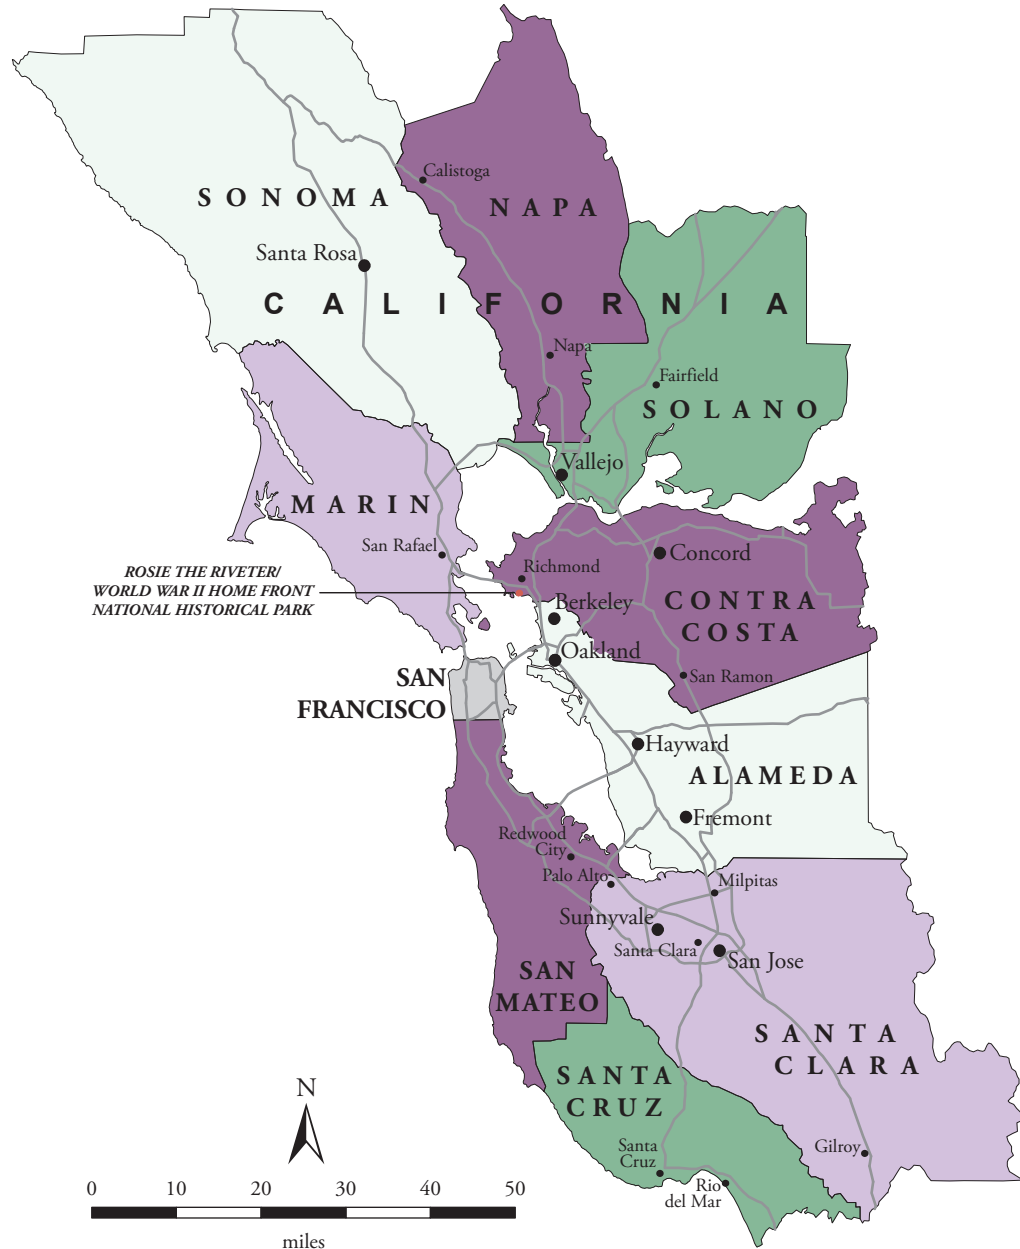 Calistoga
SONOMA
NAPA
Santa Rosa
CALIFORNIA
Napa
Fairfield
SOLANO
Vallejo
MARIN
San Rafael
Concord
Richmond
ROSIE THE RIVETER/
WORLD WAR II HOME FRONT
NATIONAL HISTORICAL PARK
Berkeley
CONTRA
COSTA
Oakland
San Ramon
SAN
FRANCISCO
Hayward
ALAMEDA
Fremont
Redwood
City
Palo Alto
Milpitas
Sunnyvale
Santa Clara
San Jose
SAN
MATEO
SANTA
CLARA
SANTA
CRUZ
N
Santa
Cruz
Gilroy
Rio
del Mar
0 10 20 30 40 50
miles